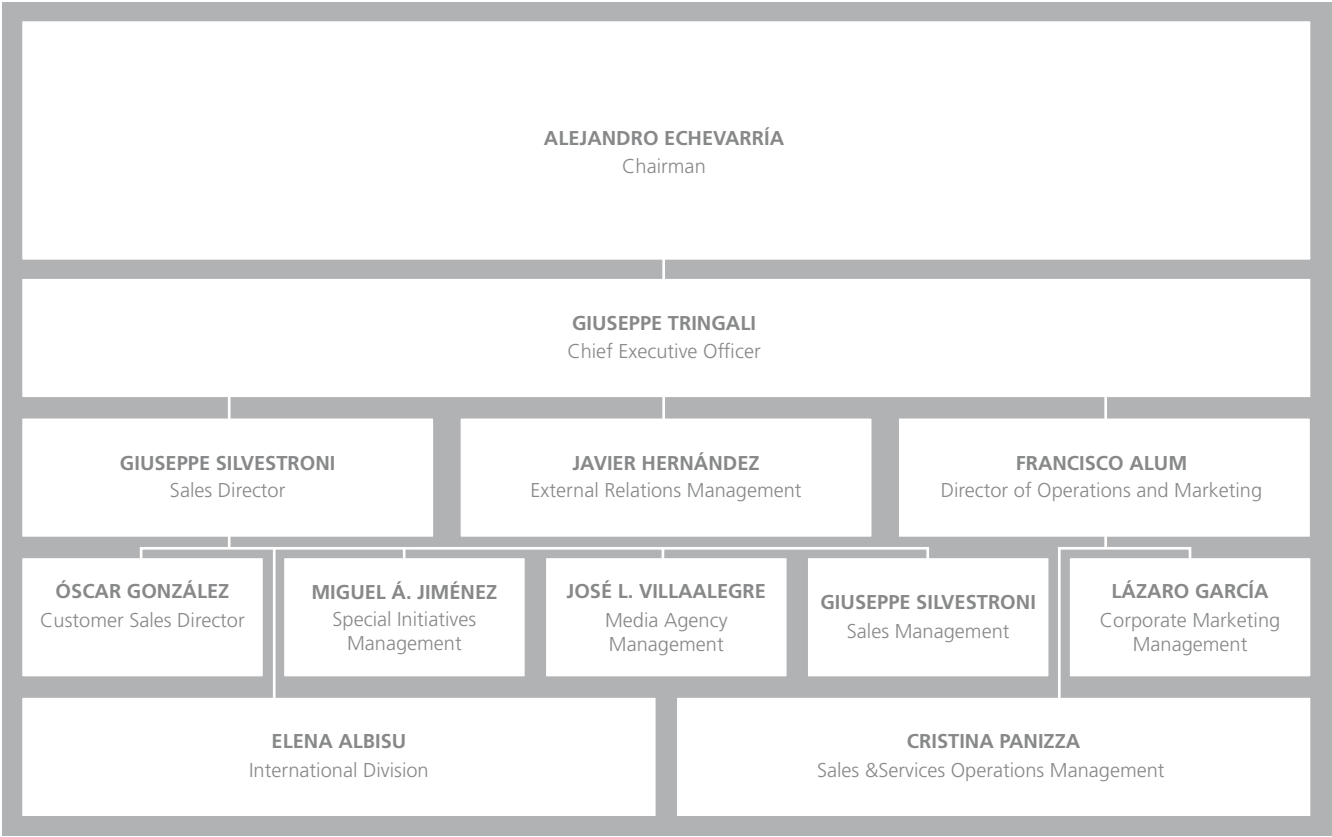 ALEJANDRO ECHEVARRÍA
Chairman
GIUSEPPE TRINGALI
Chief Executive Officer
GIUSEPPE SILVESTRONI
Sales Director
JAVIER HERNÁNDEZ
External Relations Management
FRANCISCO ALUM
Director of Operations and Marketing
ÓSCAR GONZÁLEZ
Customer Sales Director
MIGUEL Á. JIMÉNEZ
Special Initiatives
Management
JOSÉ L. VILLAALEGRE
Media Agency
Management
GIUSEPPE SILVESTRONI
Sales Management
LÁZARO GARCÍA
Corporate Marketing
Management
ELENA ALBISU
International Division
CRISTINA PANIZZA
Sales &Services Operations Management